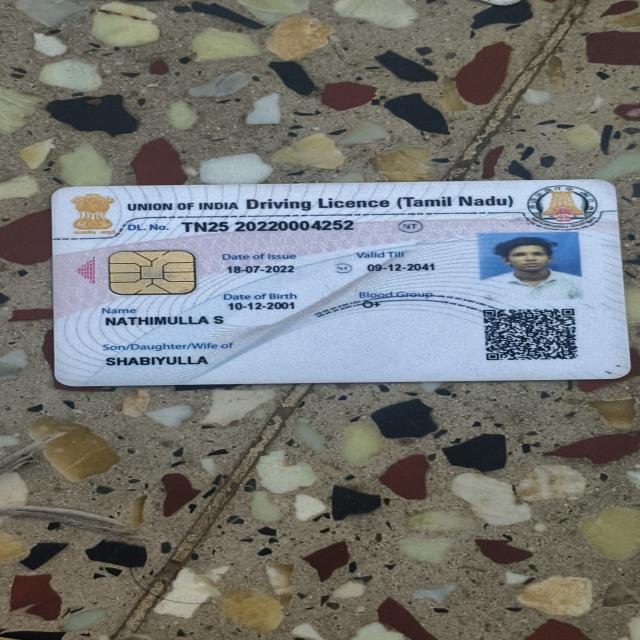 UNION OF INDIA Driving Licence (Tamil Nadu)
DL No. TN25 20220004252 NT
Date of Issue Valid Till
18-07-2022 NT 09-12-2041
Date of Birth Blood Group
10-12-2001
Name
NATHIMULLA S
Son/Daughter/Wife of
SHABIYULLA